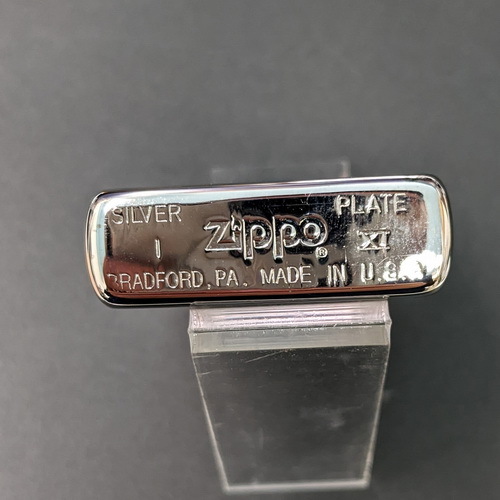 SILVER PLATE
I zippo® XI
BRADFORD, PA. MADE IN U.S.A.